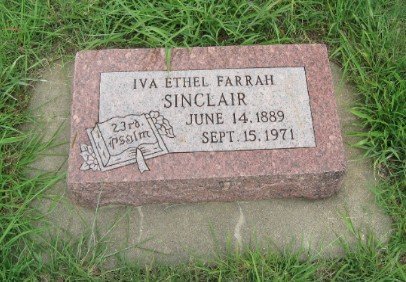 IVA ETHEL FARRAH
SINCLAIR
JUNE 14.1889
SEPT. 15.1971
23rd
Psalm